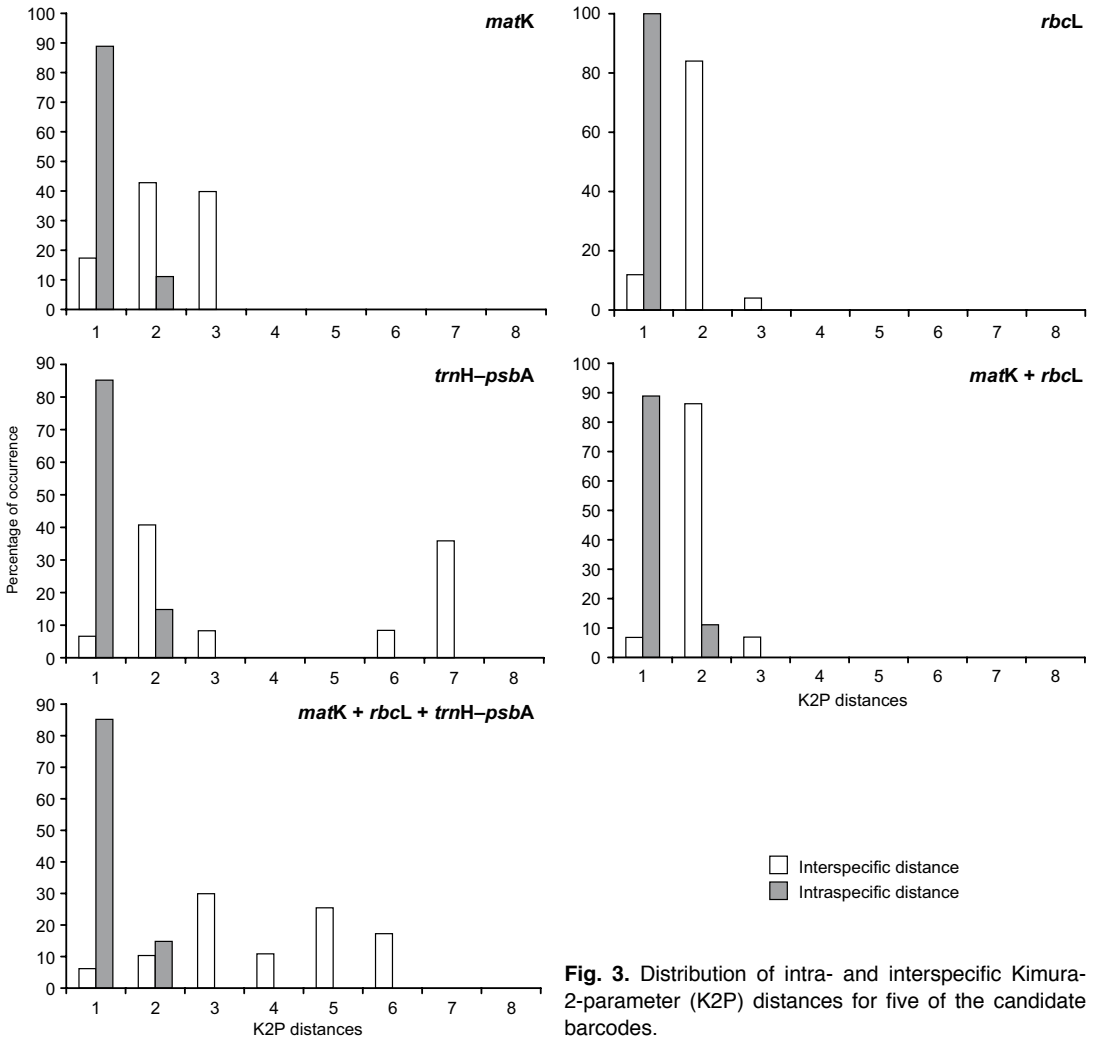 matK
100
90
80
70
60
50
40
30
20
10
0
1 2 3 4 5 6 7 8
rbcL
100
80
60
40
20
0
1 2 3 4 5 6 7 8
trnH–psbA
Percentage of occurrence
90
80
70
60
50
40
30
20
10
0
1 2 3 4 5 6 7 8
matK + rbcL
100
90
80
70
60
50
40
30
20
10
0
1 2 3 4 5 6 7 8
K2P distances
matK + rbcL + trnH–psbA
90
80
70
60
50
40
30
20
10
0
1 2 3 4 5 6 7 8
K2P distances
Interspecific distance
Intraspecific distance
Fig. 3. Distribution of intra- and interspecific Kimura-
2-parameter (K2P) distances for five of the candidate
barcodes.